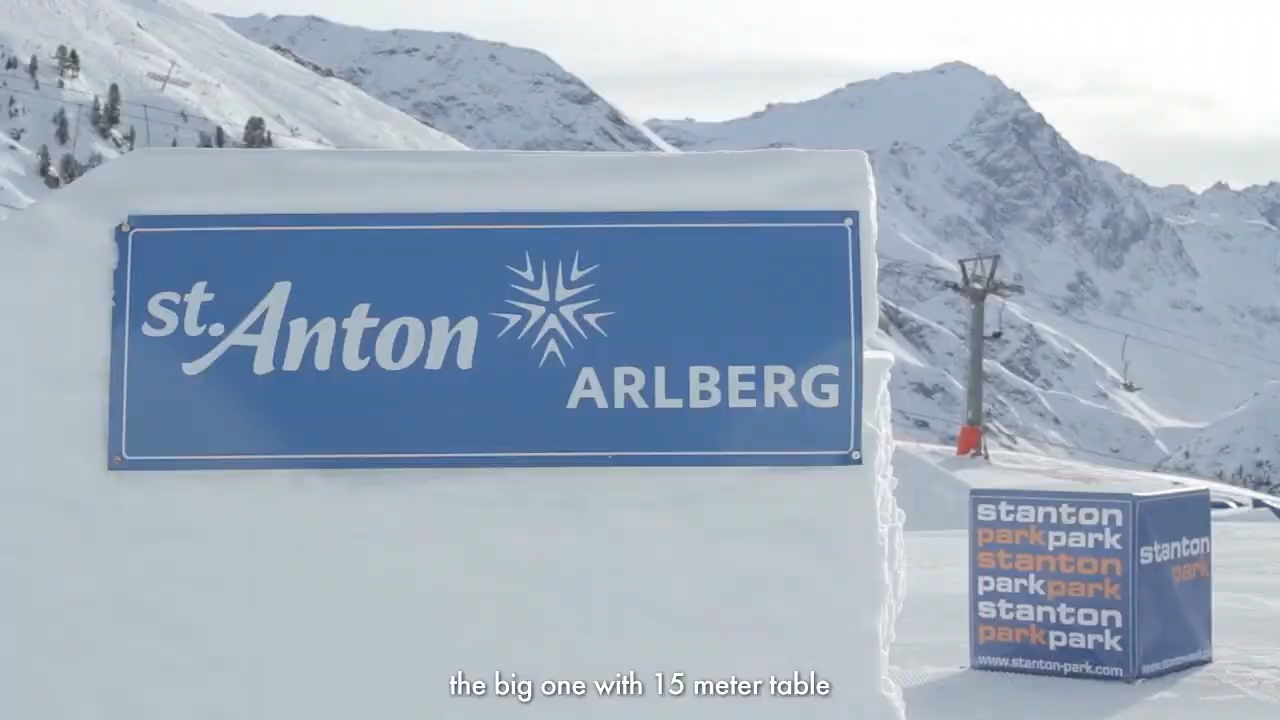 st.Anton
ARLBERG
stanton
parkpark
stanton
parkpark
stanton
parkpark
www.stanton-park.com
stanton
park
the big one with 15 meter table